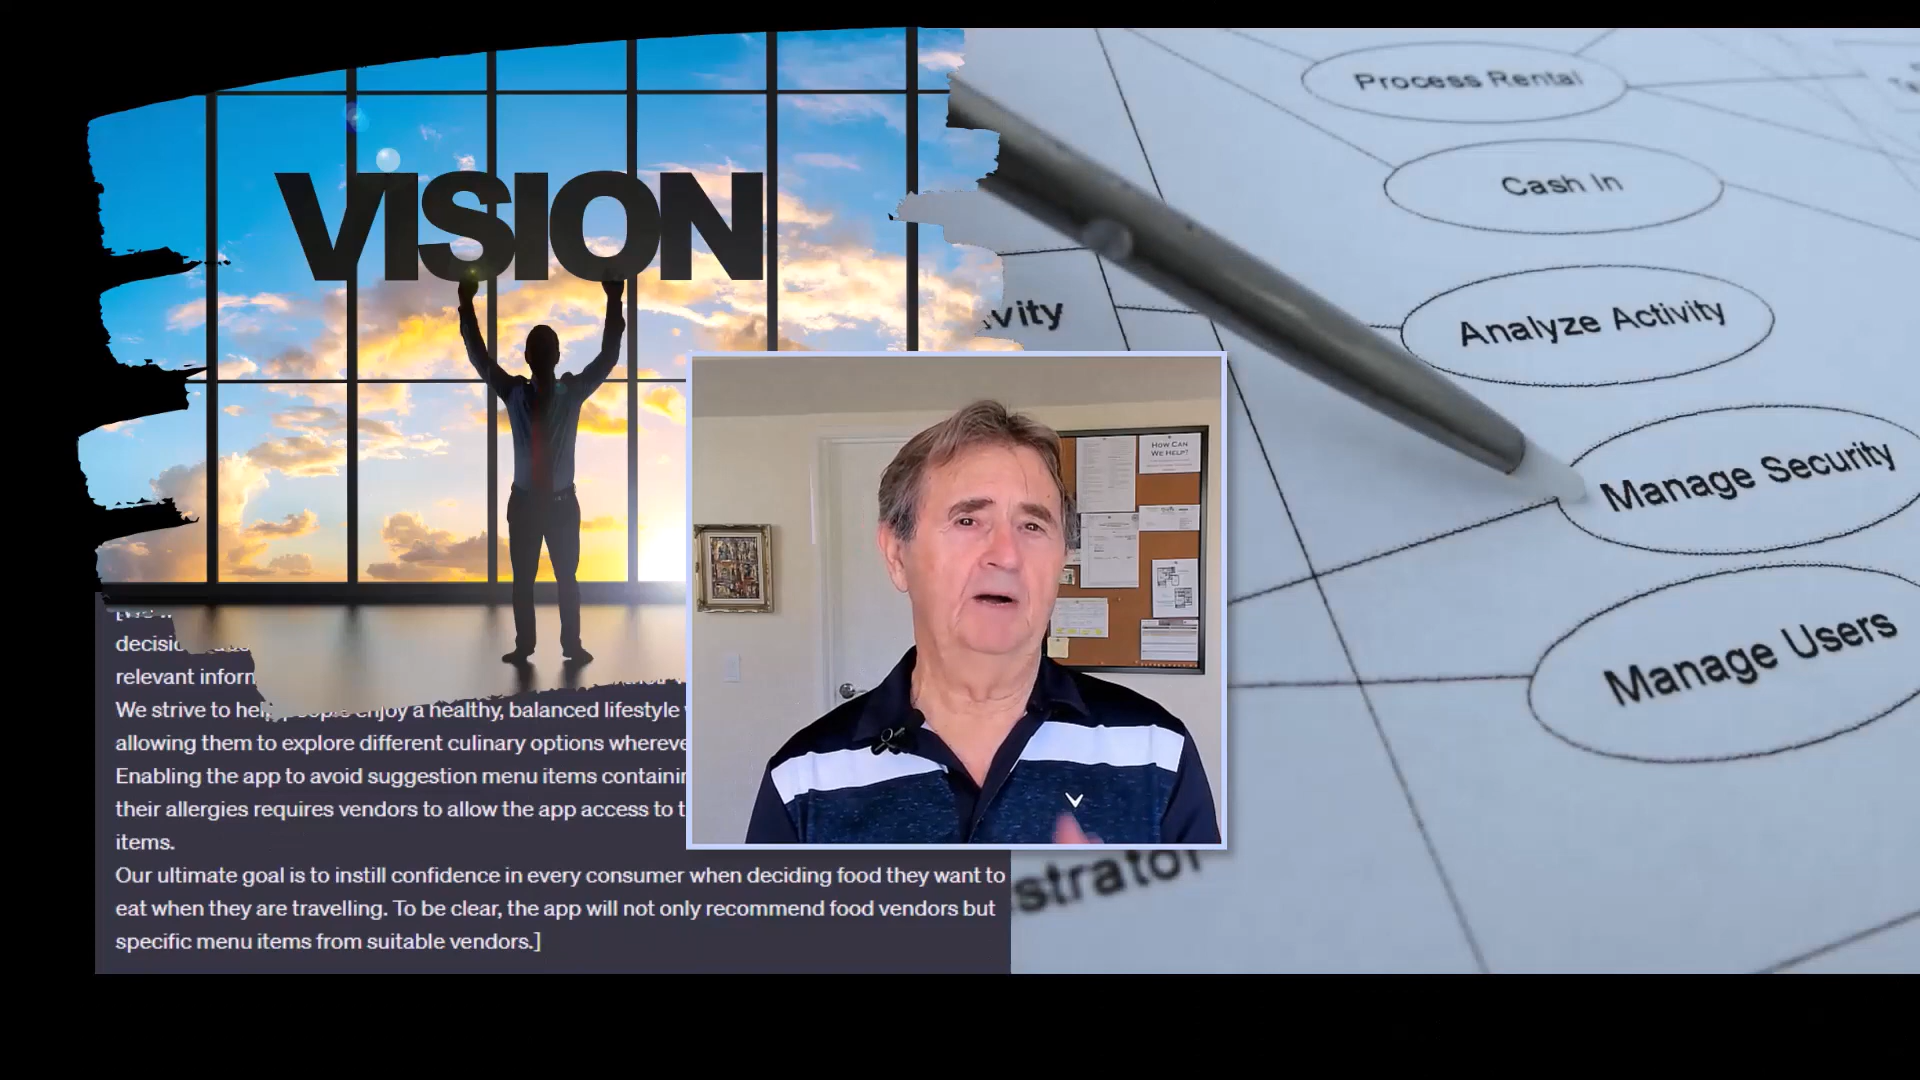 VISION
decisio
relevant inforn
We strive to help people enjoy a healthy, balanced lifestyle
allowing them to explore different culinary options whereve
Enabling the app to avoid suggestion menu items containin
their allergies requires vendors to allow the app access to t
items.
Our ultimate goal is to instill confidence in every consumer when deciding food they want to
eat when they are travelling. To be clear, the app will not only recommend food vendors but
specific menu items from suitable vendors.]
HOW CAN
WE HELP?
Process Rental
Cash In
vity
Analyze Activity
Manage Security
Manage Users
strator